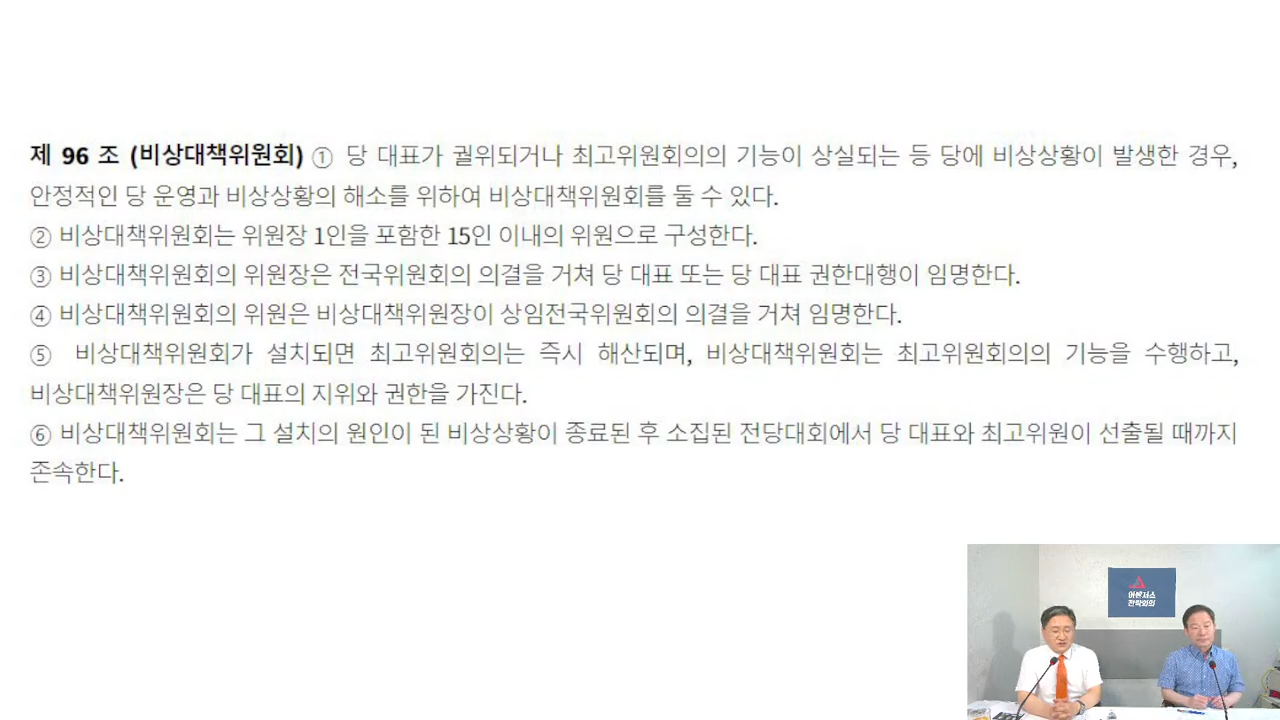 제 96 조 (비상대책위원회) ① 당 대표가 궐위되거나 최고위원회의의 기능이 상실되는 등 당에 비상상황이 발생한 경우,
안정적인 당 운영과 비상상황의 해소를 위하여 비상대책위원회를 둘 수 있다.
② 비상대책위원회는 위원장 1인을 포함한 15인 이내의 위원으로 구성한다.
③ 비상대책위원회의 위원장은 전국위원회의 의결을 거쳐 당 대표 또는 당 대표 권한대행이 임명한다.
④ 비상대책위원회의 위원은 비상대책위원장이 상임전국위원회의 의결을 거쳐 임명한다.
⑤ 비상대책위원회가 설치되면 최고위원회의는 즉시 해산되며, 비상대책위원회는 최고위원회의의 기능을 수행하고,
비상대책위원장은 당 대표의 지위와 권한을 가진다.
⑥ 비상대책위원회는 그 설치의 원인이 된 비상상황이 종료된 후 소집된 전당대회에서 당 대표와 최고위원이 선출될 때까지
존속한다.
어벤저스
전략회의